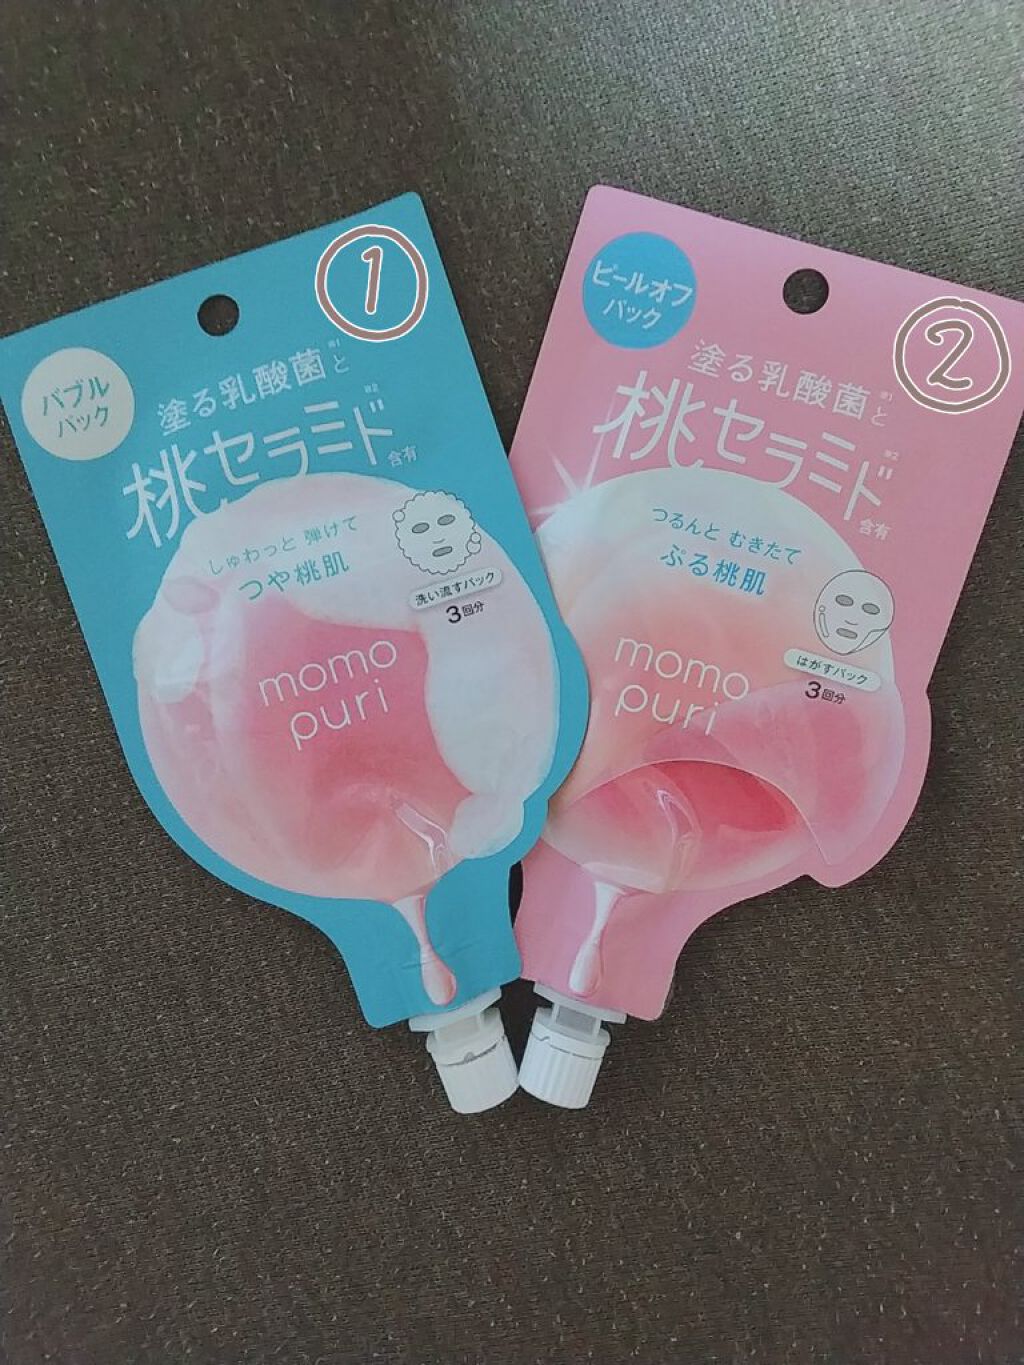 ①
バブル
パック
塗る乳酸菌※1と
桃セラミド※2含有
しゅわっと 弾けて
つや桃肌
洗い流すパック
3回分
momo
puri
②
ピールオフ
パック
塗る乳酸菌※1と
桃セラミド※2含有
つるんと むきたて
ぷる桃肌
はがすパック
3回分
momo
puri